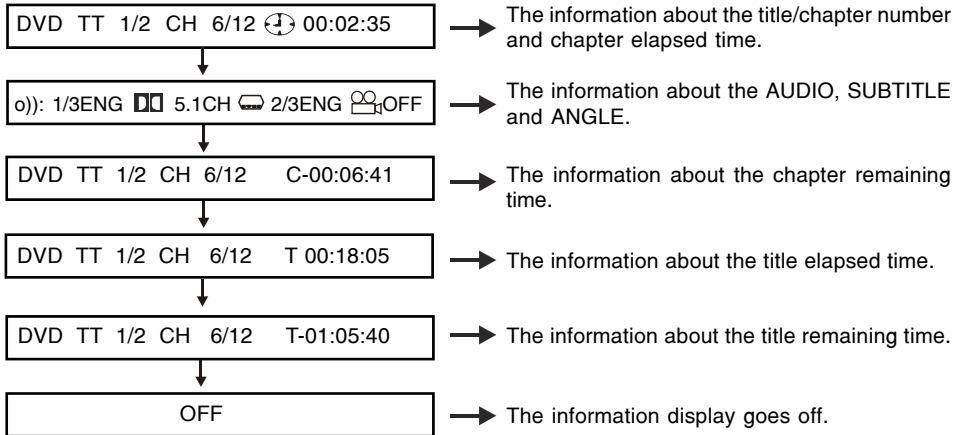 DVD TT 1/2 CH 6/12 00:02:35
The information about the title/chapter number
and chapter elapsed time.
o)): 1/3ENG 5.1CH 2/3ENG OFF
The information about the AUDIO, SUBTITLE
and ANGLE.
DVD TT 1/2 CH 6/12 C-00:06:41
The information about the chapter remaining
time.
DVD TT 1/2 CH 6/12 T 00:18:05
The information about the title elapsed time.
DVD TT 1/2 CH 6/12 T-01:05:40
The information about the title remaining time.
OFF
The information display goes off.